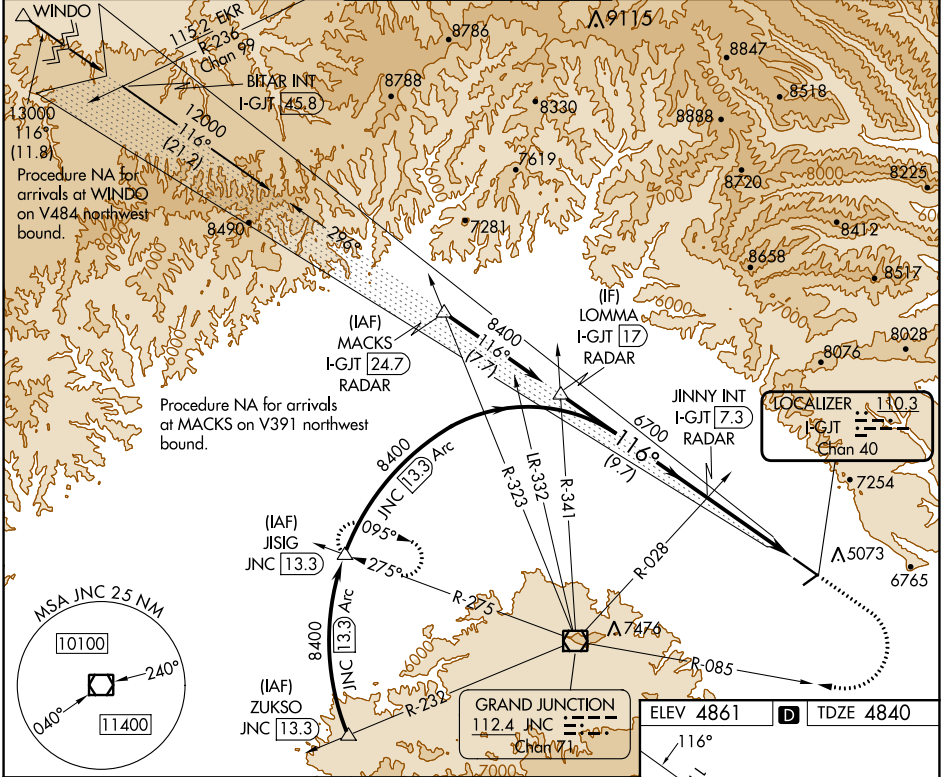 WINDO
115.2 EKR
R-236
Chan 99
BITAR INT
I-GJT 45.8
8786
9115
8847
8788
8518
8330
8888
13000
116°
(11.8)
12000
116°
(21.2)
7619
8720
8000
8225
Procedure NA for
arrivals at WINDO
on V484 northwest
bound.
8490
296°
7281
8412
8658
8517
6000
7000
(IAF)
MACKS
I-GJT 24.7
RADAR
8400
116°
(7.7)
(IF)
LOMMA
I-GJT 17
RADAR
8028
8076
JINNY INT
I-GJT 7.3
RADAR
LOCALIZER 110.3
I-GJT
Chan 40
Procedure NA for arrivals
at MACKS on V391 northwest
bound.
6700
116°
(9.7)
8400
JNC 13.3 Arc
R-323
LR-332
R-341
R-028
7254
(IAF)
JISIG
JNC 13.3
095°
275°
R-275
5073
6765
MSA JNC 25 NM
10100
240°
040°
11400
8400
JNC 13.3 Arc
6000
7476
R-085
(IAF)
ZUKSO
JNC 13.3
R-232
GRAND JUNCTION
112.4 JNC
Chan 71
7000
ELEV 4861
D
TDZE 4840
116°